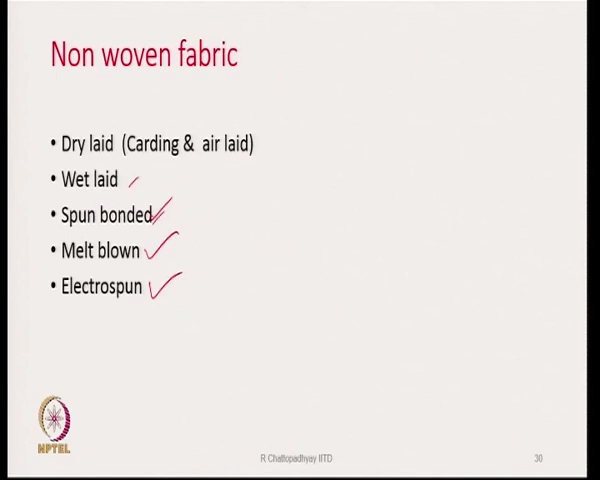 Non woven fabric
• Dry laid (Carding & air laid)
• Wet laid
• Spun bonded
• Melt blown
• Electrospun
NPTEL
R Chattopadhyay IITD
30